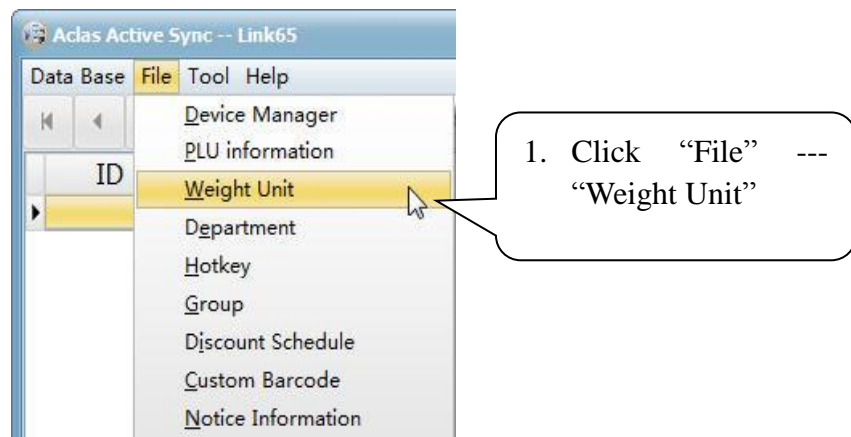 Aclas Active Sync -- Link65
Data Base File Tool Help
Device Manager
PLU information
ID
Weight Unit
Department
Hotkey
Group
Discount Schedule
Custom Barcode
Notice Information
1. Click “File” ---
“Weight Unit”